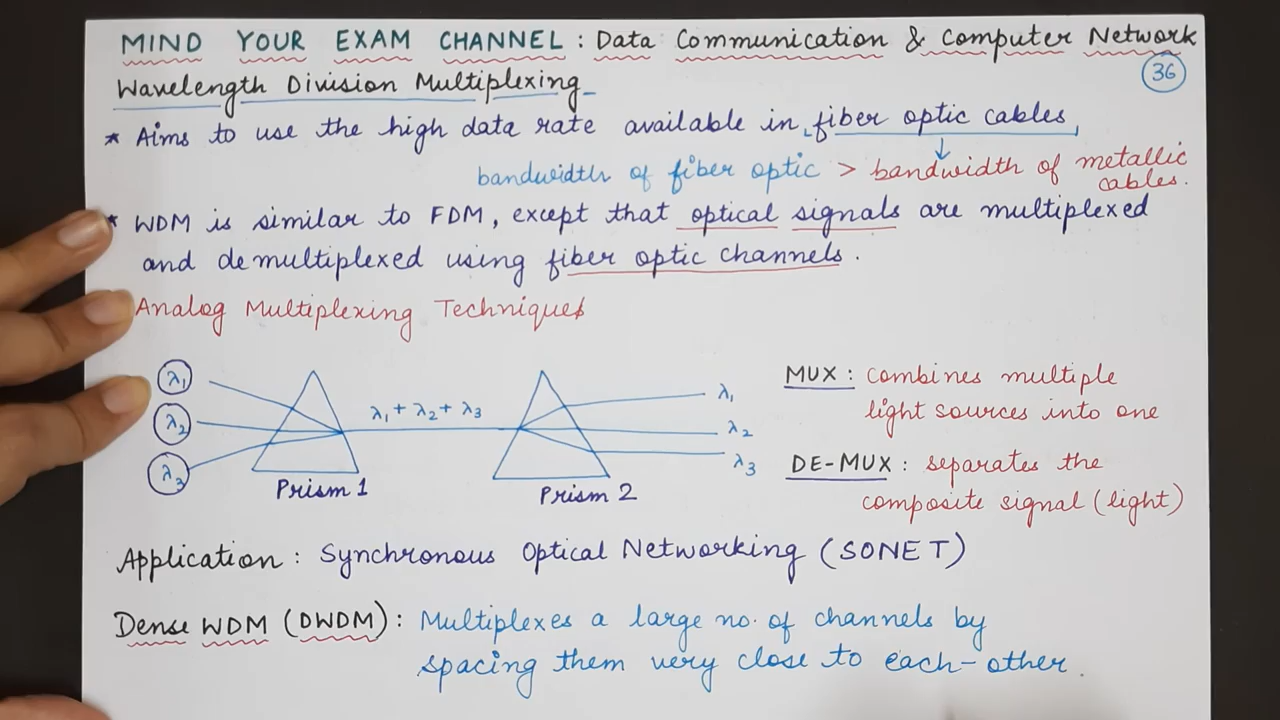 MIND YOUR EXAM CHANNEL : Data Communication & Computer Network
36
Wavelength Division Multiplexing
* Aims to use the high data rate available in fiber optic cables
bandwidth of fiber optic > bandwidth of metallic
cables.
* WDM is similar to FDM, except that optical signals are multiplexed
and demultiplexed using fiber optic channels.
Analog Multiplexing Techniques
λ1
λ2
λ3
λ1 + λ2 + λ3
Prism 1
λ1
λ2
λ3
Prism 2
MUX : combines multiple
light sources into one
DE-MUX : separates the
composite signal (light)
Application : Synchronous Optical Networking (SONET)
Dense WDM (DWDM) : Multiplexes a large no. of channels by
spacing them very close to each-other.